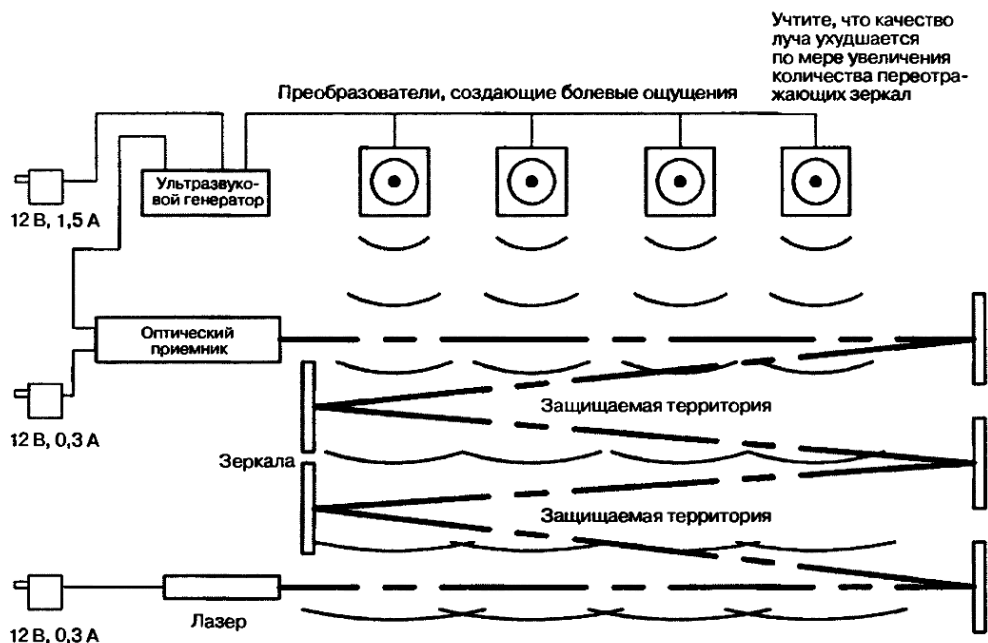 Учтите, что качество
луча ухудшается
по мере увеличения
количества переотра-
жающих зеркал
Преобразователи, создающие болевые ощущения
Ультразвуко-
вой генератор
12 В, 1,5 А
Оптический
приемник
12 В, 0,3 А
Защищаемая территория
Зеркала
Защищаемая территория
Лазер
12 В, 0,3 А